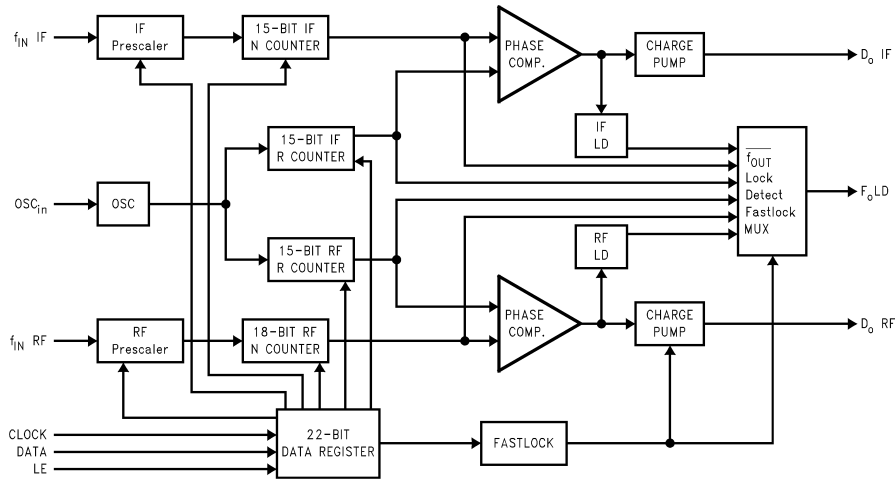 f_IN IF
IF
Prescaler
15-BIT IF
N COUNTER
PHASE
COMP.
CHARGE
PUMP
D_o IF
IF
LD
15-BIT IF
R COUNTER
OSC_in
OSC
f_OUT
Lock
Detect
Fastlock
MUX
F_oLD
15-BIT RF
R COUNTER
RF
LD
f_IN RF
RF
Prescaler
18-BIT RF
N COUNTER
PHASE
COMP.
CHARGE
PUMP
D_o RF
CLOCK
DATA
LE
22-BIT
DATA REGISTER
FASTLOCK